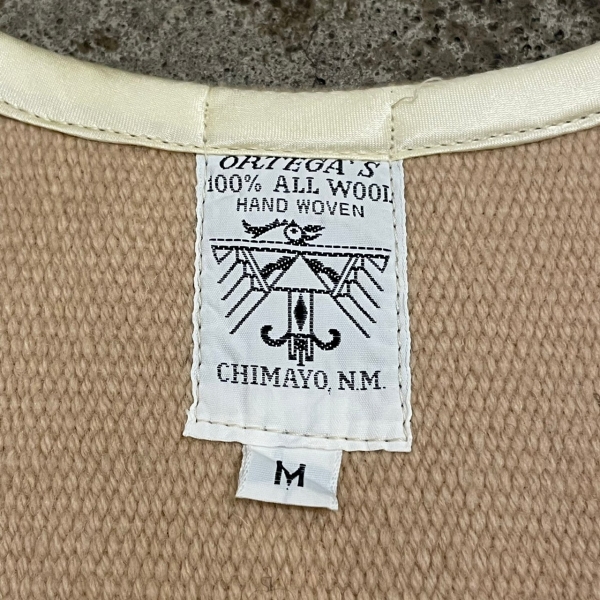 ORTEGA'S
100% ALL WOOL
HAND WOVEN
CHIMAYO, N.M.
M